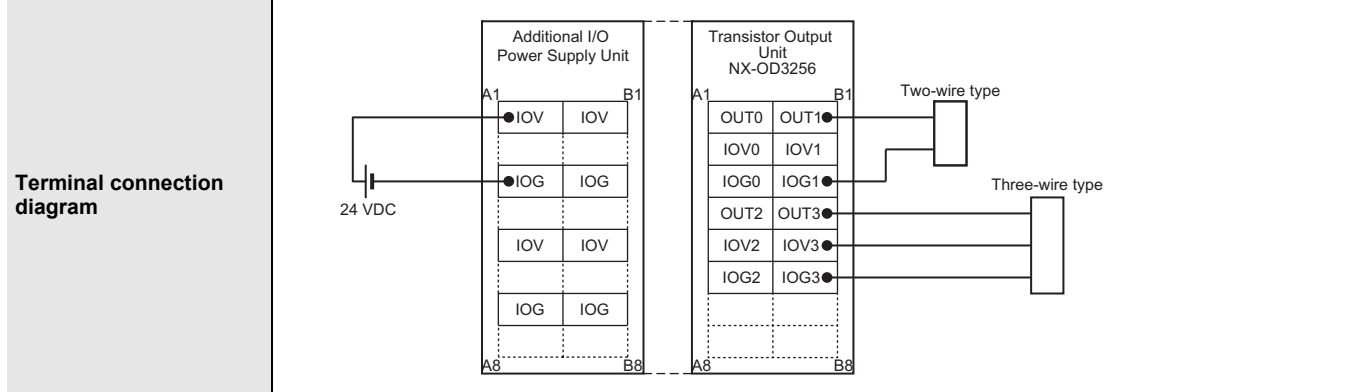 Terminal connection
diagram
Additional I/O
Power Supply Unit
A1 B1
IOV IOV
IOG IOG
IOV IOV
IOG IOG
A8 B8
24 VDC
Transistor Output
Unit
NX-OD3256
A1 B1
OUT0 OUT1
IOV0 IOV1
IOG0 IOG1
OUT2 OUT3
IOV2 IOV3
IOG2 IOG3
A8 B8
Two-wire type
Three-wire type